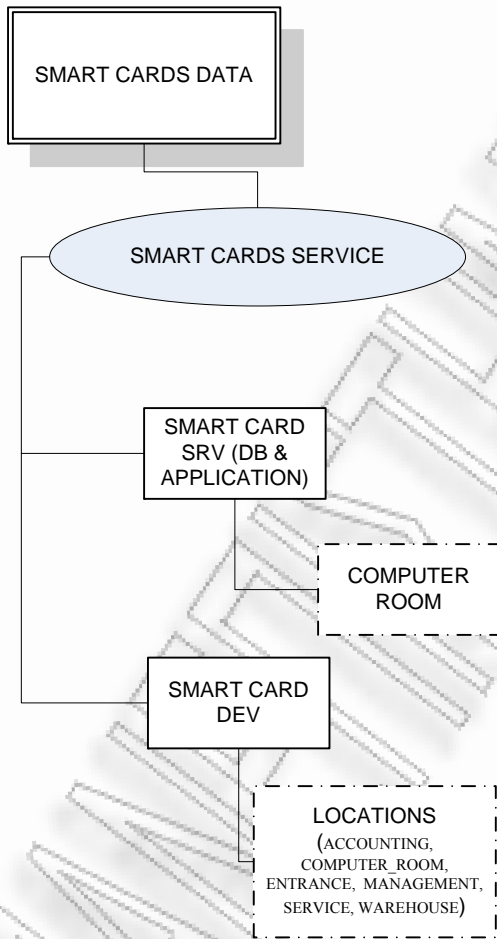 SMART CARDS DATA
SMART CARDS SERVICE
SMART CARD
SRV (DB &
APPLICATION)
COMPUTER
ROOM
SMART CARD
DEV
LOCATIONS
(ACCOUNTING,
COMPUTER_ROOM,
ENTRANCE, MANAGEMENT,
SERVICE, WAREHOUSE)